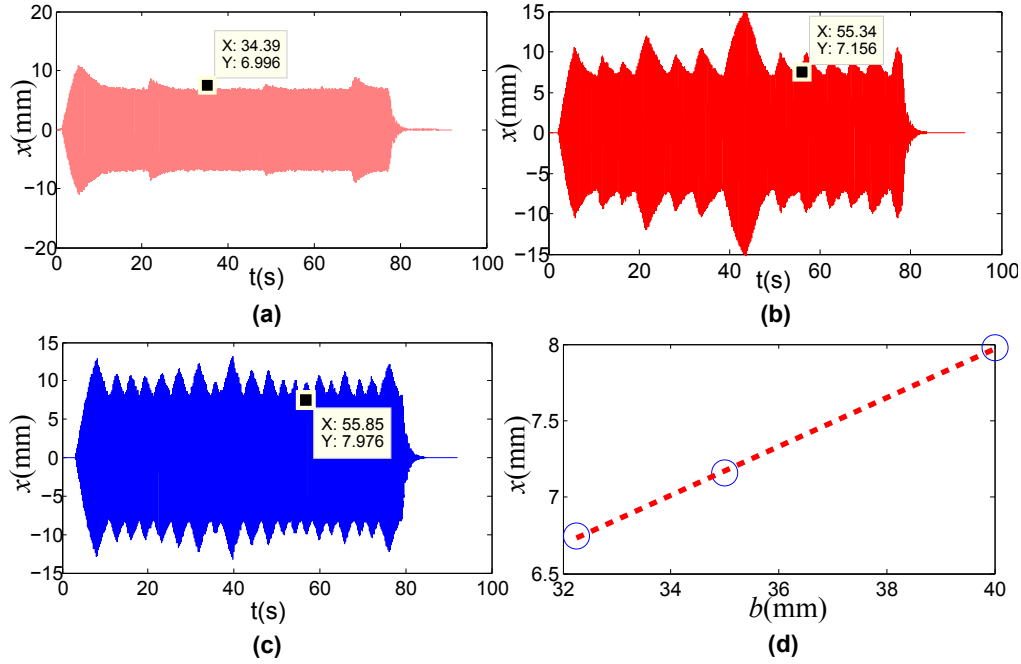 20
10
0
−10
−20
x(mm)
X: 34.39
Y: 6.996
0 20 40 60 80 100
t(s)
(a)
15
10
5
0
−5
−10
−15
x(mm)
X: 55.34
Y: 7.156
0 20 40 60 80 100
t(s)
(b)
15
10
5
0
−5
−10
−15
x(mm)
X: 55.85
Y: 7.976
0 20 40 60 80 100
t(s)
(c)
8
7.5
7
6.5
x(mm)
32 34 36 38 40
b(mm)
(d)